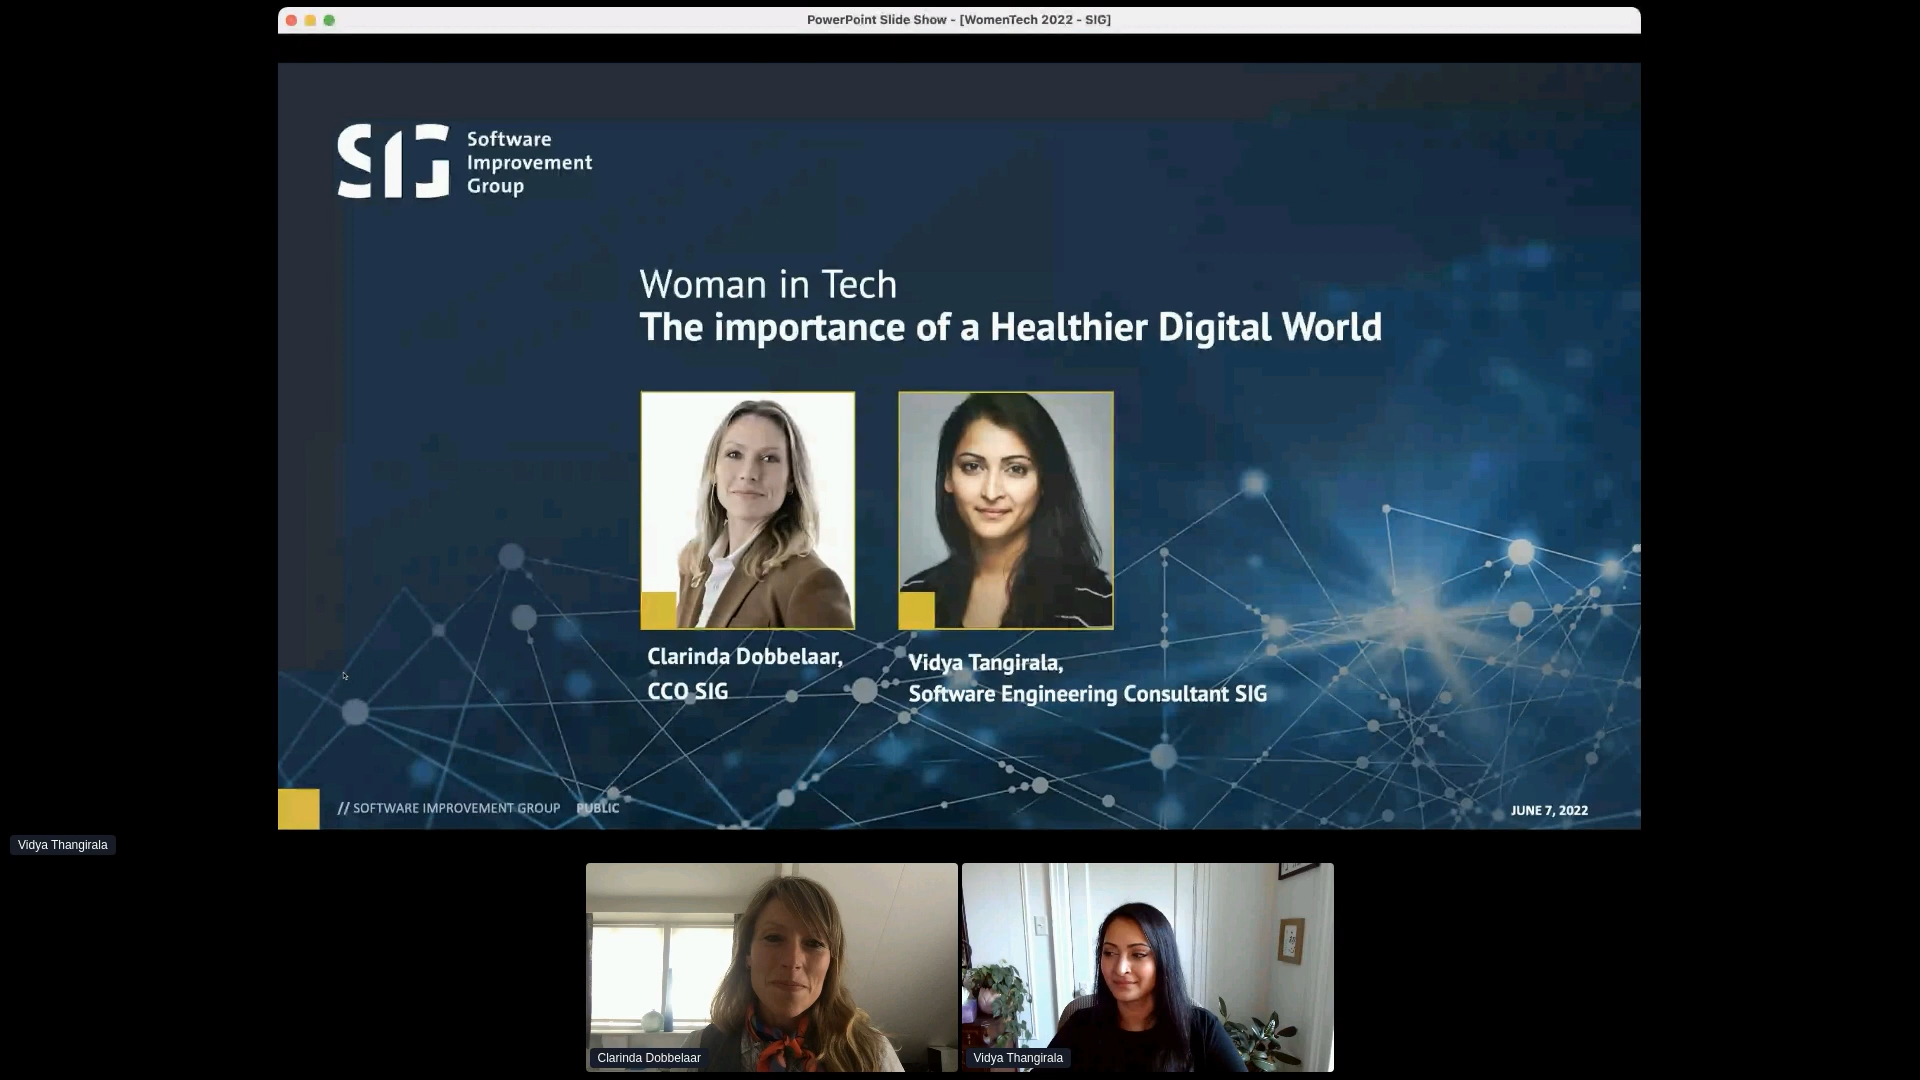 PowerPoint Slide Show - [WomenTech 2022 - SIG]
SIG
Software
Improvement
Group
Woman in Tech
The importance of a Healthier Digital World
Clarinda Dobbelaar,
CCO SIG
Vidya Tangirala,
Software Engineering Consultant SIG
// SOFTWARE IMPROVEMENT GROUP PUBLIC
JUNE 7, 2022
Vidya Thangirala
Clarinda Dobbelaar
Vidya Thangirala